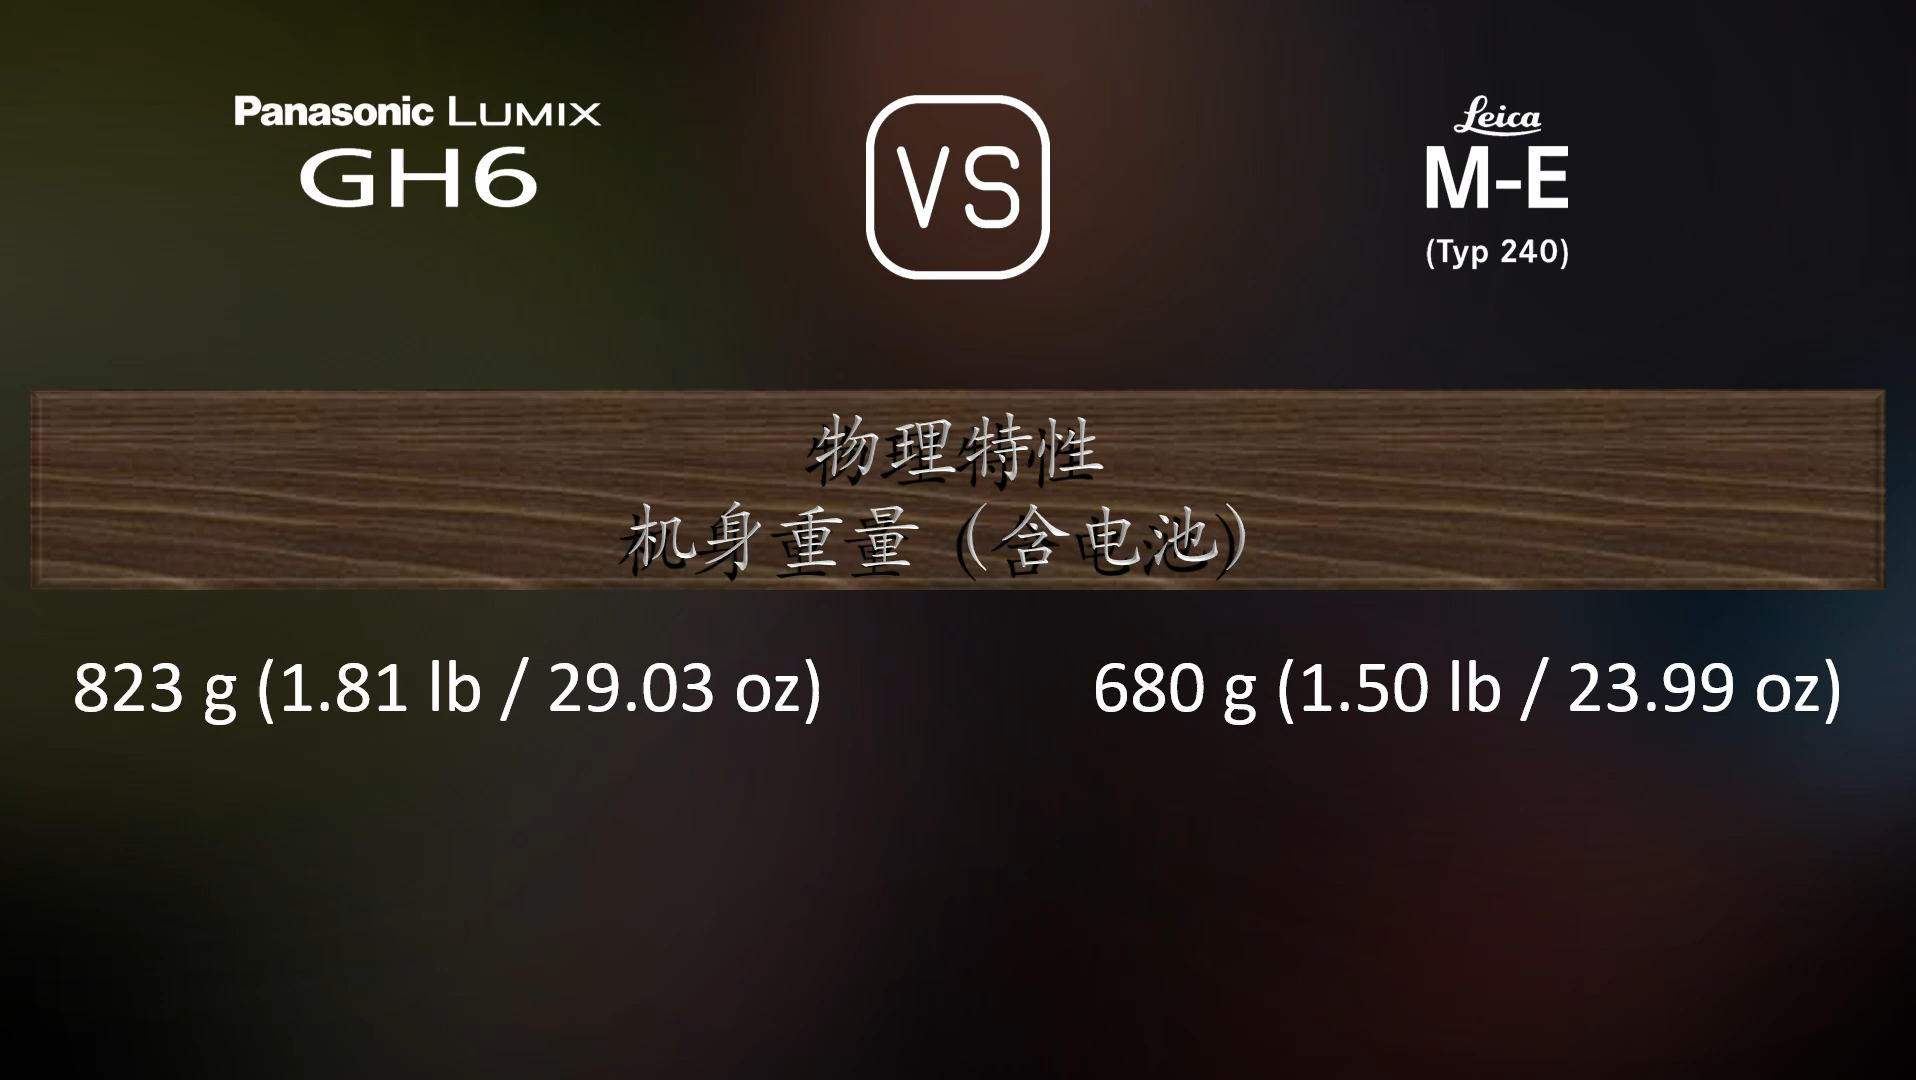 Panasonic LUMIX
GH6
VS
Leica
M-E
(Typ 240)
物理特性
机身重量（含电池）
823 g (1.81 lb / 29.03 oz)
680 g (1.50 lb / 23.99 oz)